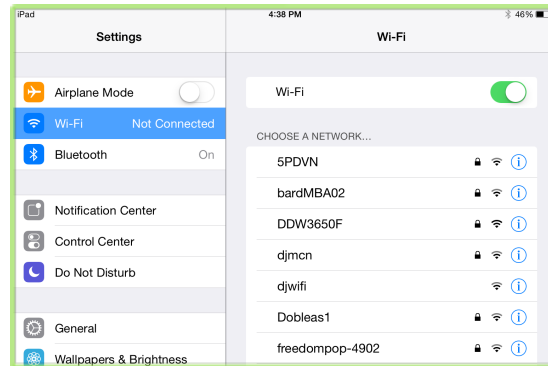 iPad 4:38 PM 46%
Settings
Wi-Fi
Airplane Mode
Wi-Fi Not Connected
Bluetooth On
Notification Center
Control Center
Do Not Disturb
General
Wallpapers & Brightness
Wi-Fi
CHOOSE A NETWORK...
5PDVN
bardMBA02
DDW3650F
djmcn
djwifi
Dobleas1
freedompop-4902